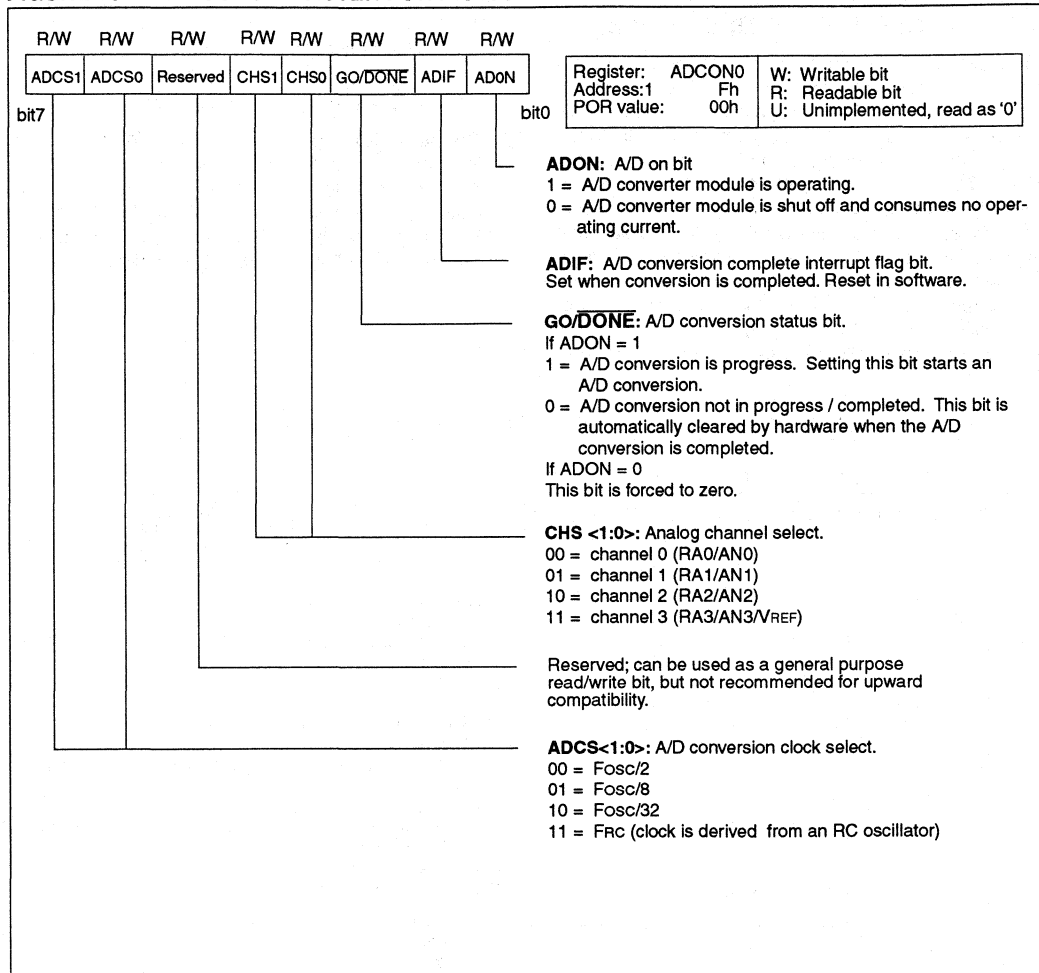 R/W R/W R/W R/W R/W R/W R/W R/W
ADCS1 ADCS0 Reserved CHS1 CHS0 GO/DONE ADIF ADON
bit7 bit0
Register: ADCON0
Address:1 Fh
POR value: 00h
W: Writable bit
R: Readable bit
U: Unimplemented, read as '0'
ADON: A/D on bit
1 = A/D converter module is operating.
0 = A/D converter module is shut off and consumes no oper-
ating current.
ADIF: A/D conversion complete interrupt flag bit.
Set when conversion is completed. Reset in software.
GO/DONE: A/D conversion status bit.
If ADON = 1
1 = A/D conversion is progress. Setting this bit starts an
A/D conversion.
0 = A/D conversion not in progress / completed. This bit is
automatically cleared by hardware when the A/D
conversion is completed.
If ADON = 0
This bit is forced to zero.
CHS <1:0>: Analog channel select.
00 = channel 0 (RA0/AN0)
01 = channel 1 (RA1/AN1)
10 = channel 2 (RA2/AN2)
11 = channel 3 (RA3/AN3/VREF)
Reserved; can be used as a general purpose
read/write bit, but not recommended for upward
compatibility.
ADCS<1:0>: A/D conversion clock select.
00 = Fosc/2
01 = Fosc/8
10 = Fosc/32
11 = FRC (clock is derived from an RC oscillator)